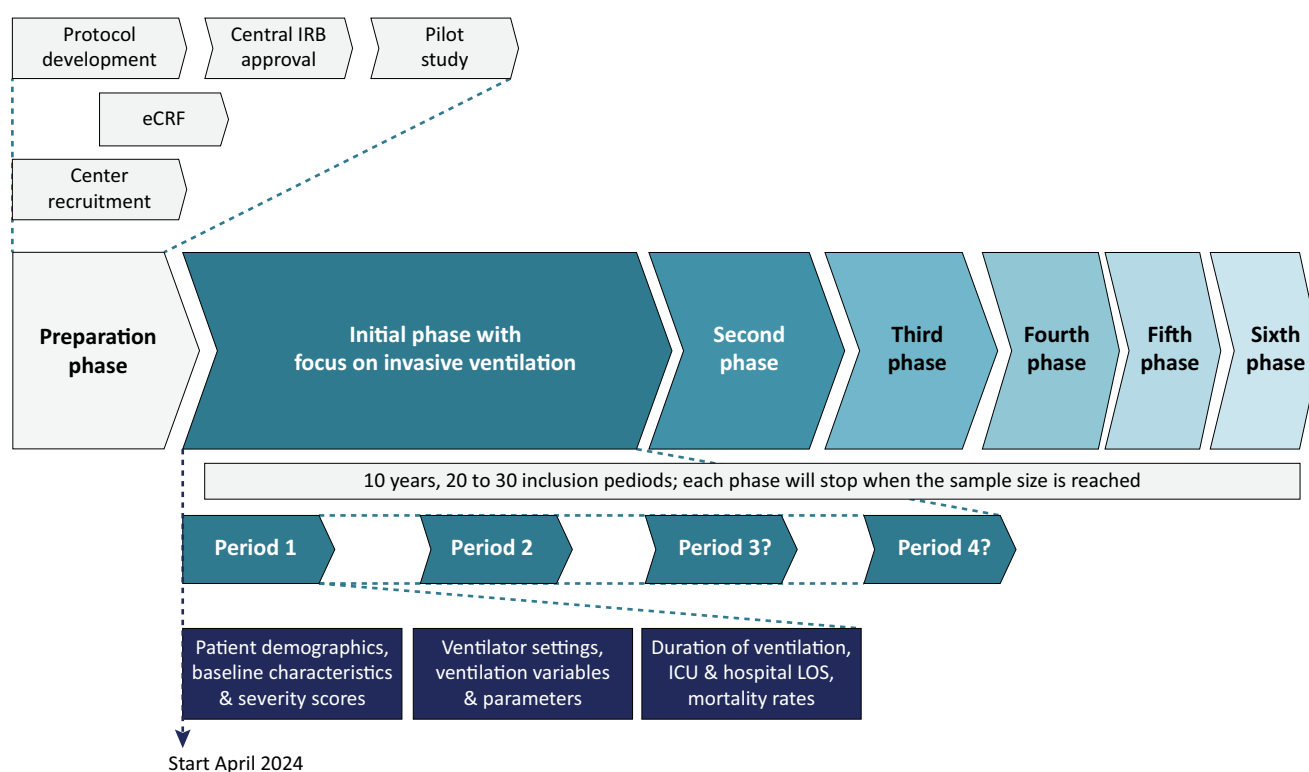 Protocol
development
Central IRB
approval
Pilot
study
eCRF
Center
recruitment
Preparation
phase
Initial phase with
focus on invasive ventilation
Second
phase
Third
phase
Fourth
phase
Fifth
phase
Sixth
phase
10 years, 20 to 30 inclusion pediods; each phase will stop when the sample size is reached
Period 1
Period 2
Period 3?
Period 4?
Patient demographics,
baseline characteristics
& severity scores
Ventilator settings,
ventilation variables
& parameters
Duration of ventilation,
ICU & hospital LOS,
mortality rates
Start April 2024